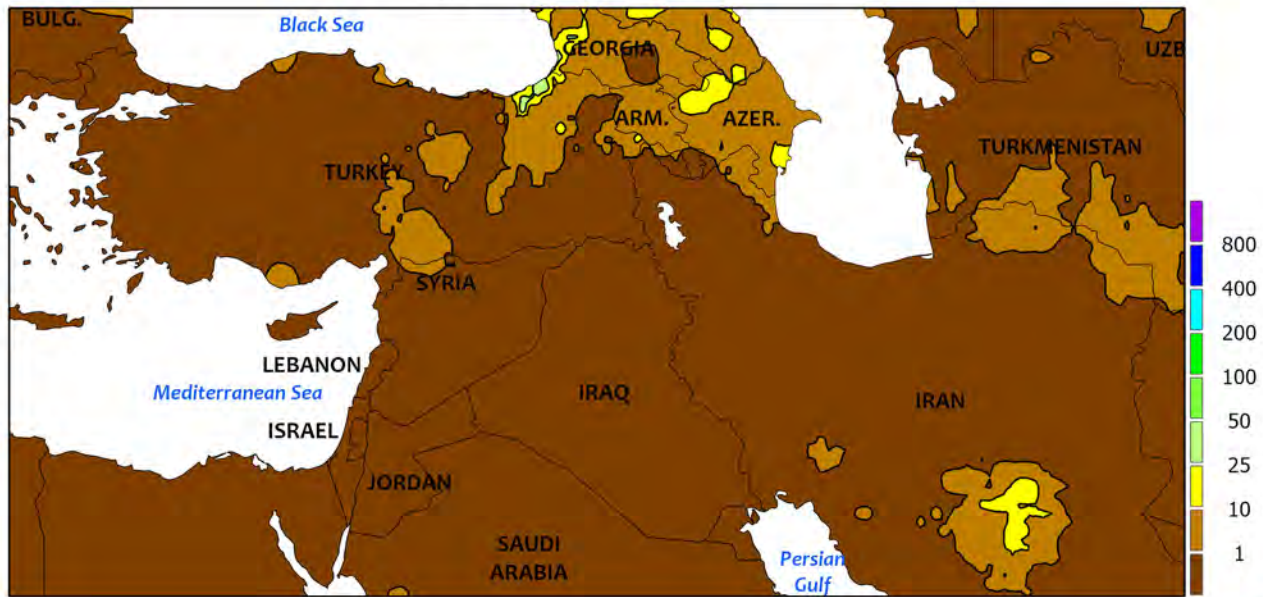 BULG.
Black Sea
GEORGIA
UZB
ARM.
AZER.
TURKMENISTAN
TURKEY
SYRIA
LEBANON
Mediterranean Sea
IRAQ
IRAN
ISRAEL
JORDAN
SAUDI
ARABIA
Persian
Gulf
800
400
200
100
50
25
10
1